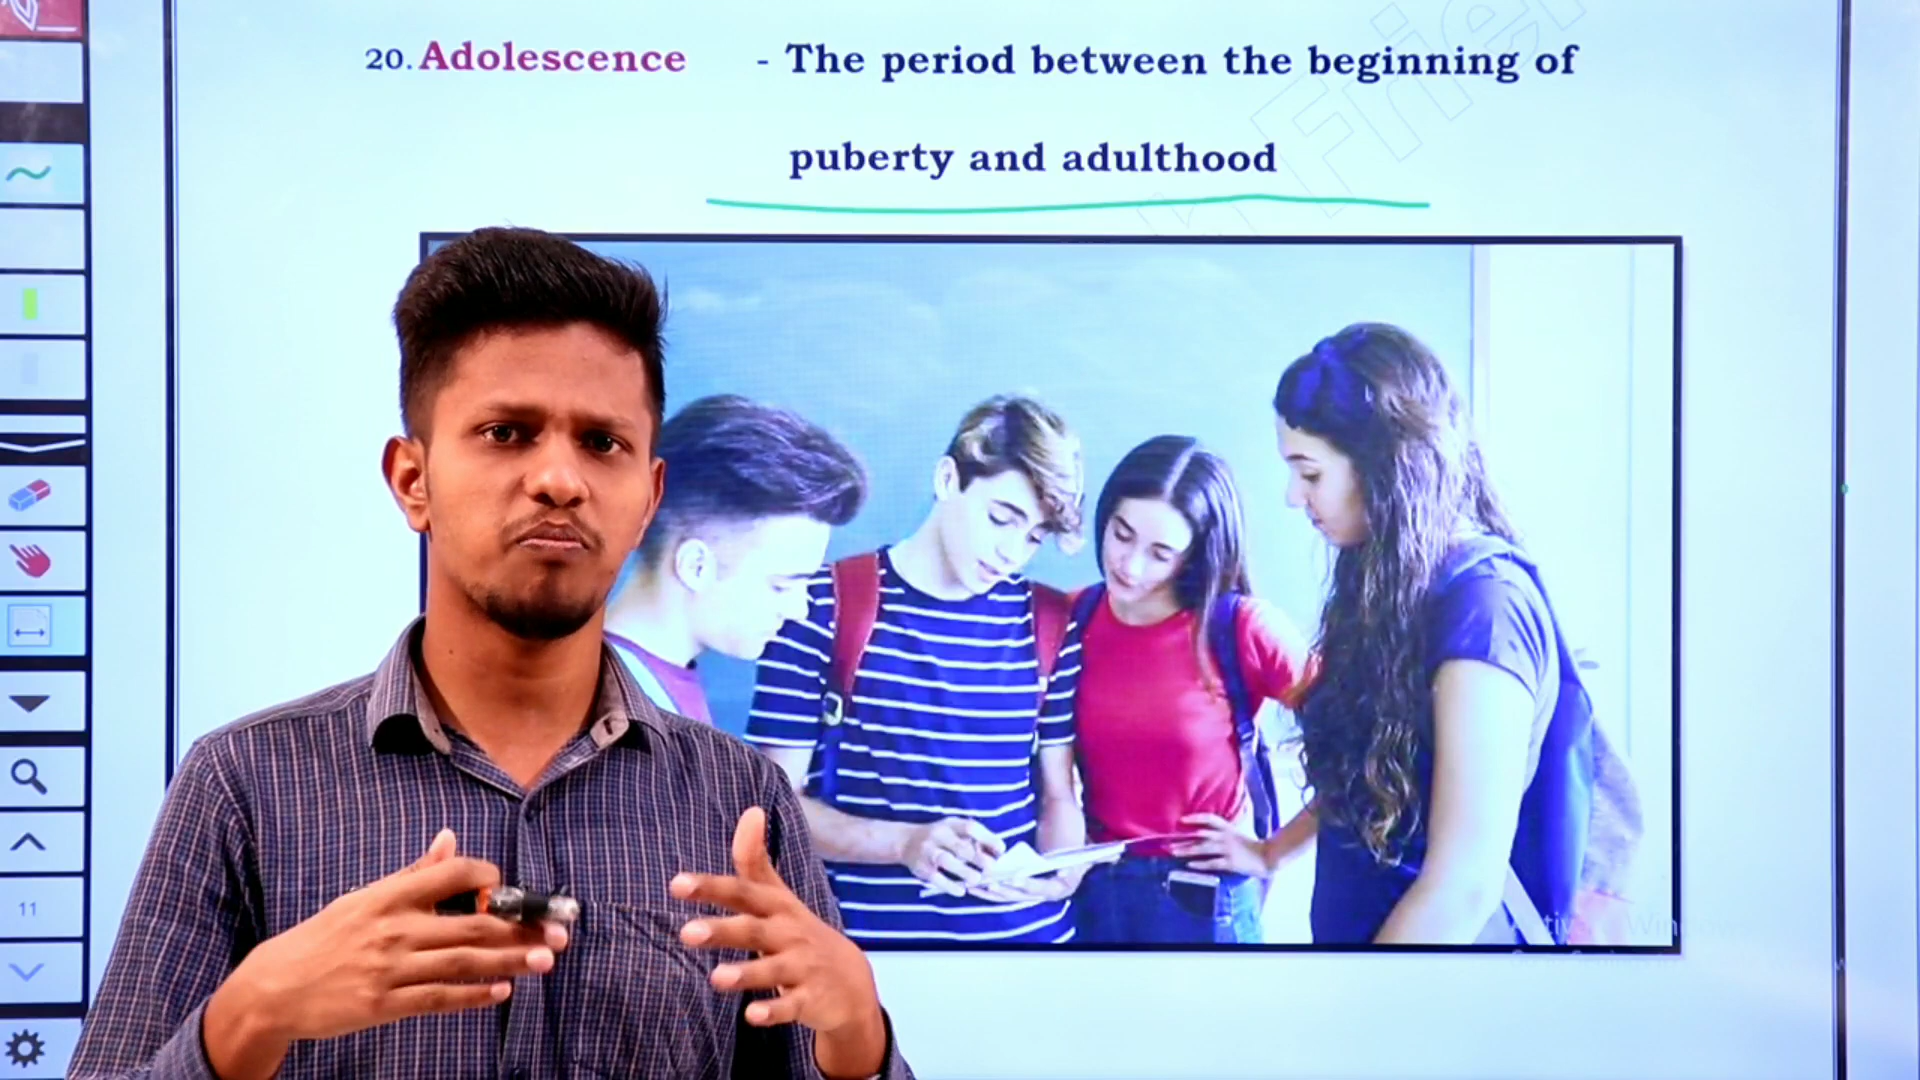 20. Adolescence - The period between the beginning of
puberty and adulthood
11